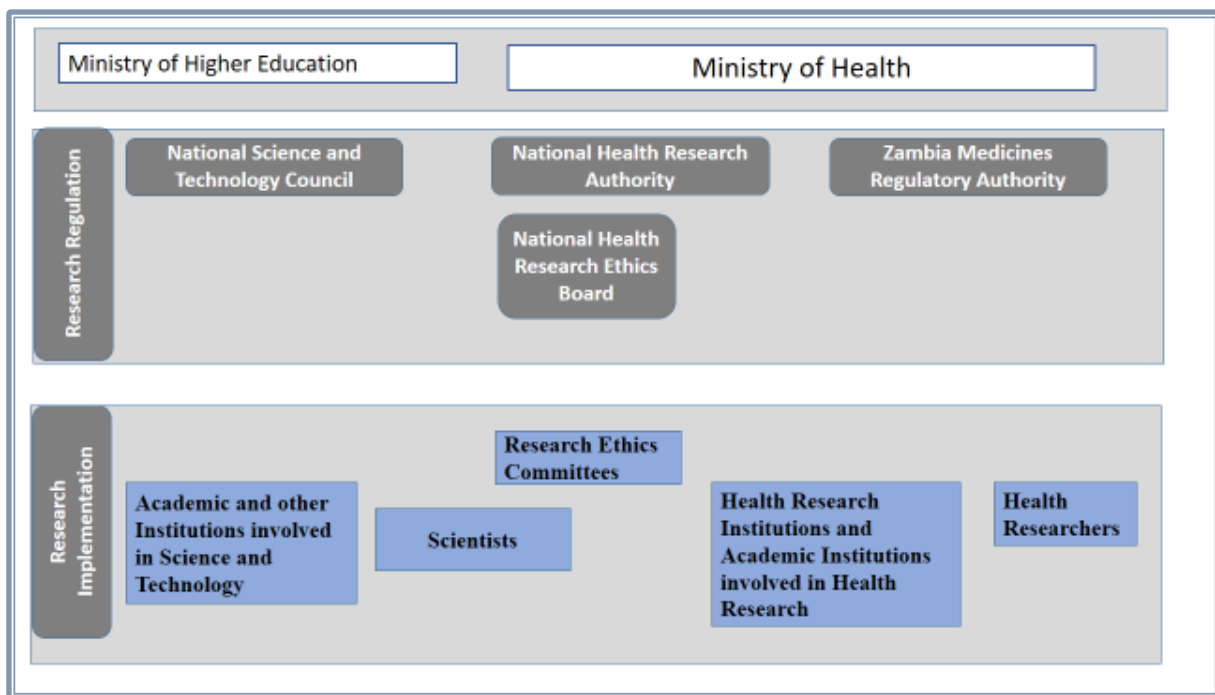 Ministry of Higher Education
Ministry of Health
Research Regulation
National Science and
Technology Council
National Health Research
Authority
Zambia Medicines
Regulatory Authority
National Health
Research Ethics
Board
Research
Implementation
Research Ethics
Committees
Academic and other
Institutions involved
in Science and
Technology
Scientists
Health Research
Institutions and
Academic Institutions
involved in Health
Research
Health
Researchers